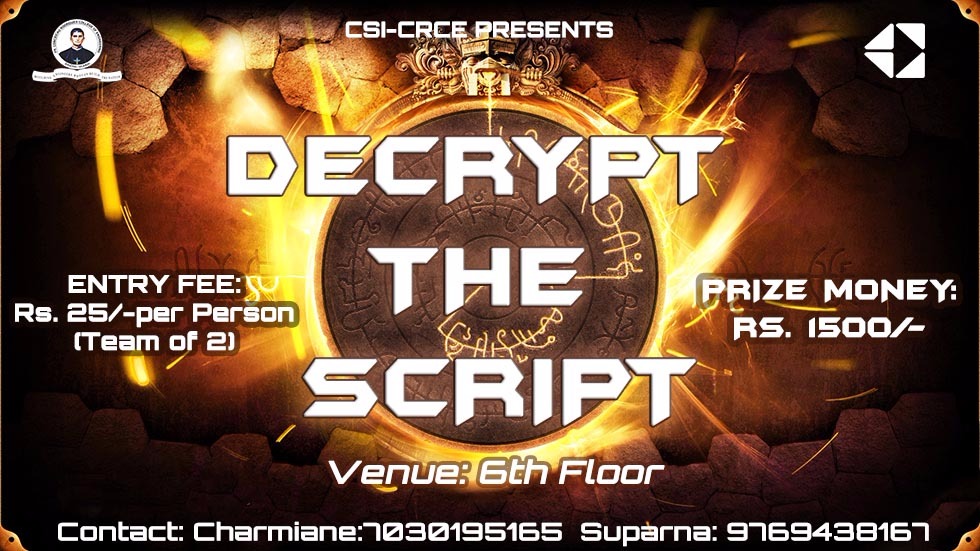 CSI-CRCE PRESENTS
DECRYPT
THE
SCRIPT
ENTRY FEE:
Rs. 25/-per Person
(Team of 2)
PRIZE MONEY:
RS. 1500/-
Venue: 6th Floor
Contact: Charmiane:7030195165 Suparna: 9769438167